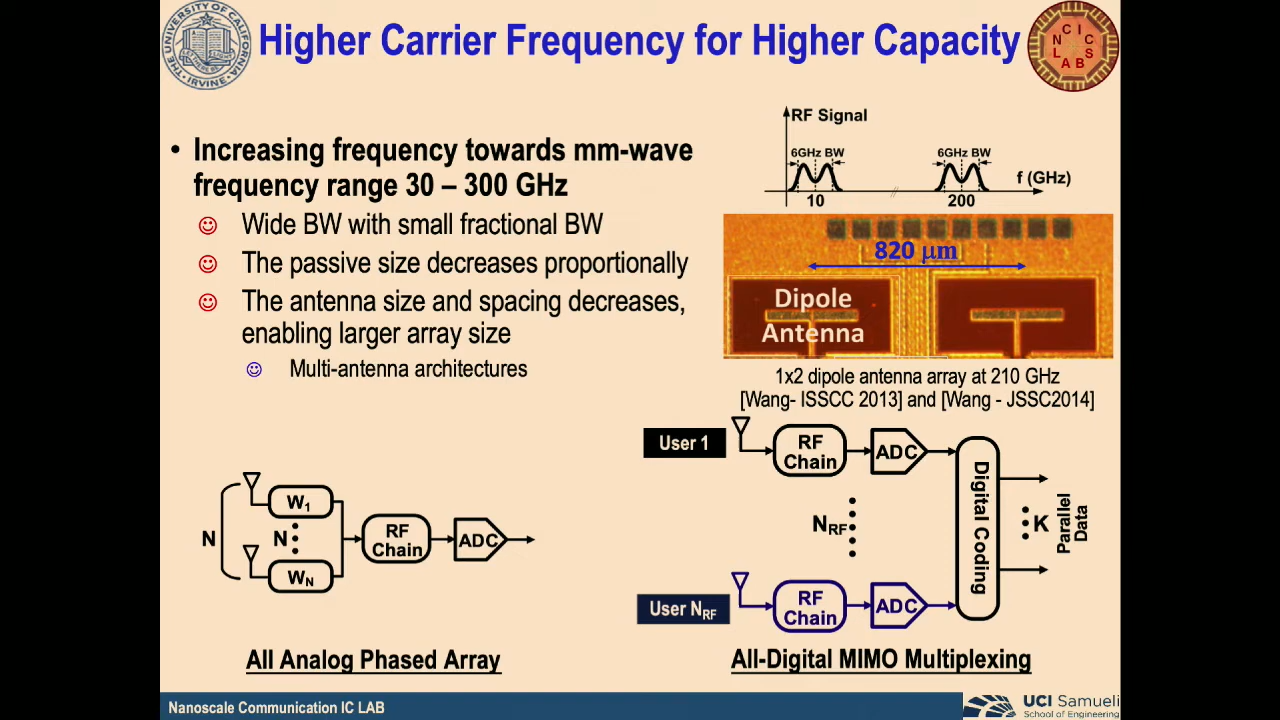 Higher Carrier Frequency for Higher Capacity
THE UNIVERSITY OF CALIFORNIA
IRVINE
N C I C
L A B S
• Increasing frequency towards mm-wave
frequency range 30 – 300 GHz
Wide BW with small fractional BW
The passive size decreases proportionally
The antenna size and spacing decreases,
enabling larger array size
Multi-antenna architectures
RF Signal
6GHz BW
6GHz BW
f (GHz)
10
200
820 µm
Dipole
Antenna
1x2 dipole antenna array at 210 GHz
[Wang- ISSCC 2013] and [Wang - JSSC2014]
N
W1
N
WN
RF
Chain
ADC
All Analog Phased Array
User 1
RF
Chain
ADC
NRF
User NRF
RF
Chain
ADC
Digital Coding
K
Parallel
Data
All-Digital MIMO Multiplexing
Nanoscale Communication IC LAB
UCI Samueli
School of Engineering